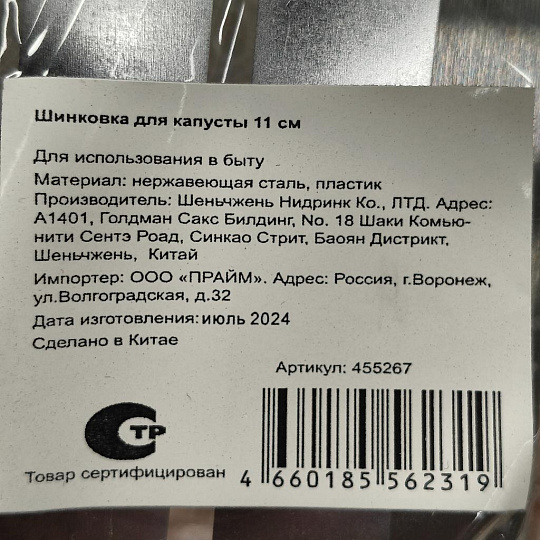 Шинковка для капусты 11 см
Для использования в быту
Материал: нержавеющая сталь, пластик
Производитель: Шеньчжень Нидринк Ко., ЛТД. Адрес:
А1401, Голдман Сакс Билдинг, No. 18 Шаки Комью-
нити Сентэ Роад, Синкао Стрит, Баоян Дистрикт,
Шеньчжень, Китай
Импортер: ООО «ПРАЙМ». Адрес: Россия, г.Воронеж,
ул.Волгоградская, д.32
Дата изготовления: июль 2024
Сделано в Китае
Артикул: 455267
СТР
Товар сертифицирован
4 660185 562319